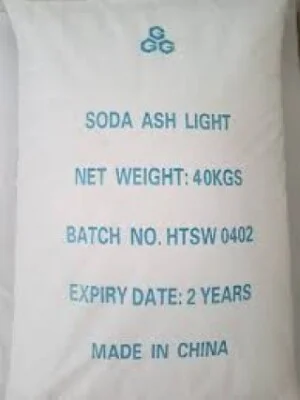 G
GGG
SODA ASH LIGHT
NET WEIGHT: 40KGS
BATCH NO. HTSW 0402
EXPIRY DATE: 2 YEARS
MADE IN CHINA